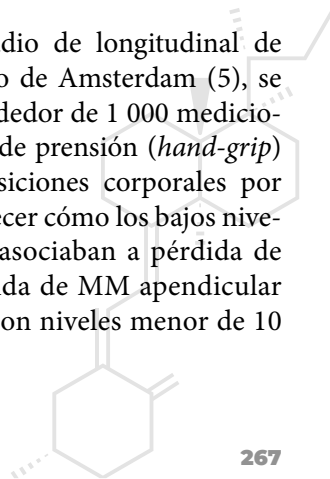 dio de longitudinal de
o de Amsterdam (5), se
dedor de 1 000 medicio-
de prensión (hand-grip)
siciones corporales por
ecer cómo los bajos nive-
asociaban a pérdida de
ida de MM apendicular
on niveles menor de 10
267